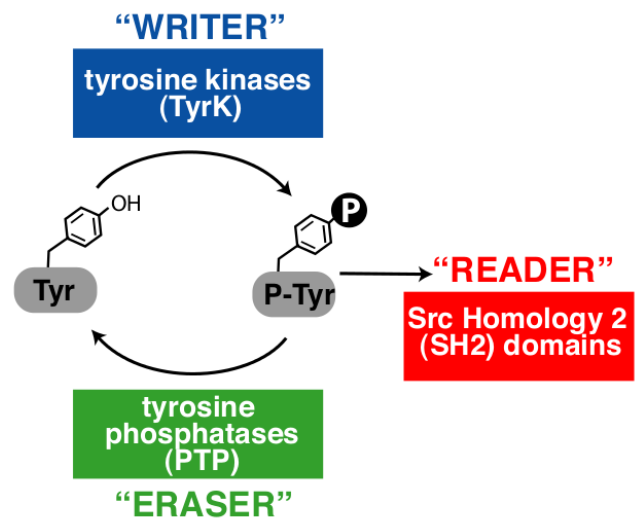 “WRITER”
tyrosine kinases
(TyrK)
OH
P
Tyr
P-Tyr
“READER”
Src Homology 2
(SH2) domains
tyrosine
phosphatases
(PTP)
“ERASER”